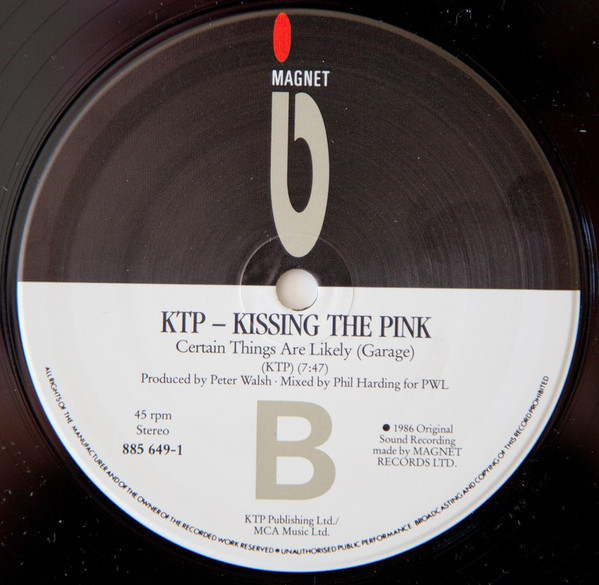 MAGNET
b
KTP – KISSING THE PINK
Certain Things Are Likely (Garage)
(KTP) (7:47)
Produced by Peter Walsh · Mixed by Phil Harding for PWL
45 rpm
Stereo
885 649-1
B
● 1986 Original
Sound Recording
made by MAGNET
RECORDS LTD.
KTP Publishing Ltd./
MCA Music Ltd.
ALL RIGHTS OF THE MANUFACTURER AND OF THE OWNER OF THE RECORDED WORK RESERVED ● UNAUTHORISED PUBLIC PERFORMANCE BROADCASTING AND COPYING OF THIS RECORD PROHIBITED